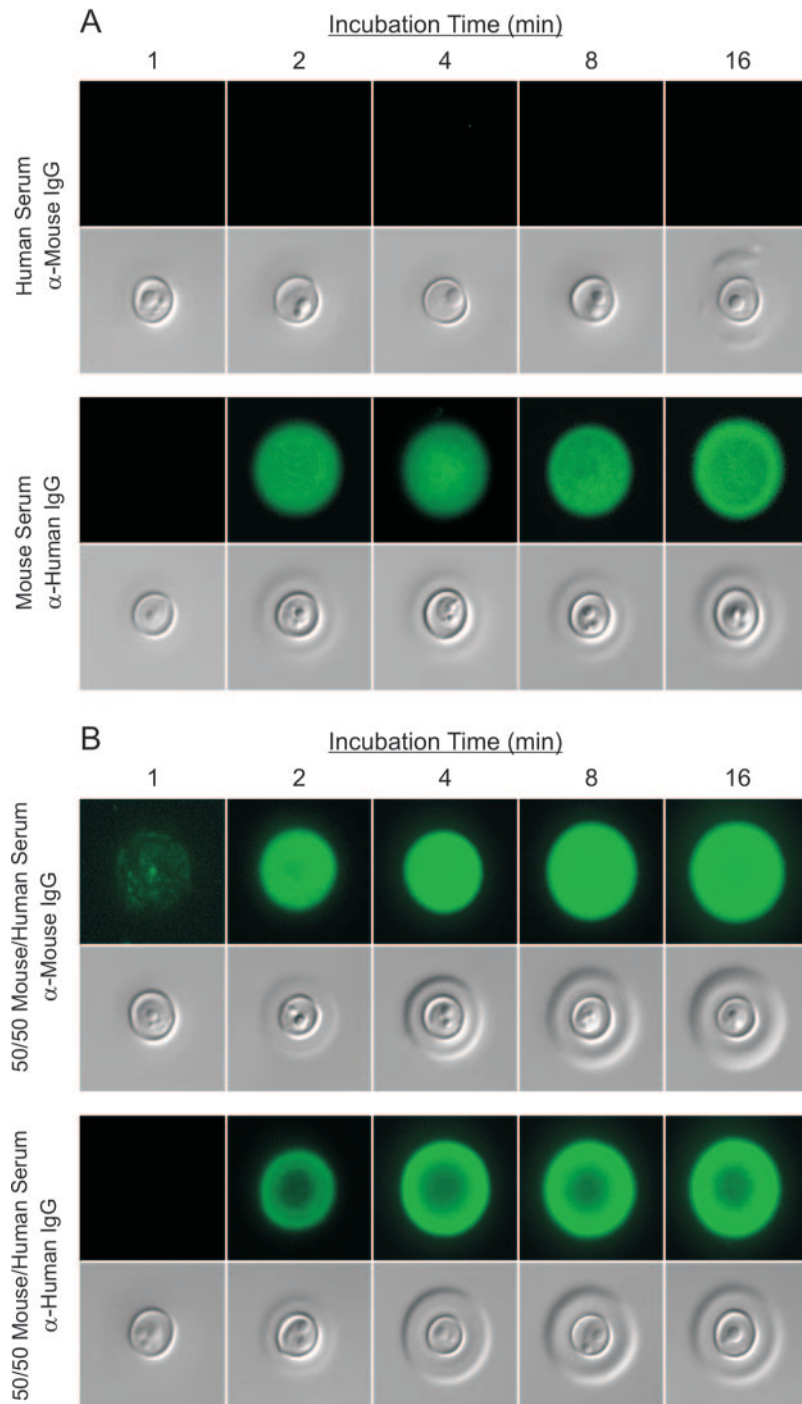 A
Incubation Time (min)
1 2 4 8 16
Human Serum
α-Mouse IgG
Mouse Serum
α-Human IgG
B
Incubation Time (min)
1 2 4 8 16
50/50 Mouse/Human Serum
α-Mouse IgG
50/50 Mouse/Human Serum
α-Human IgG